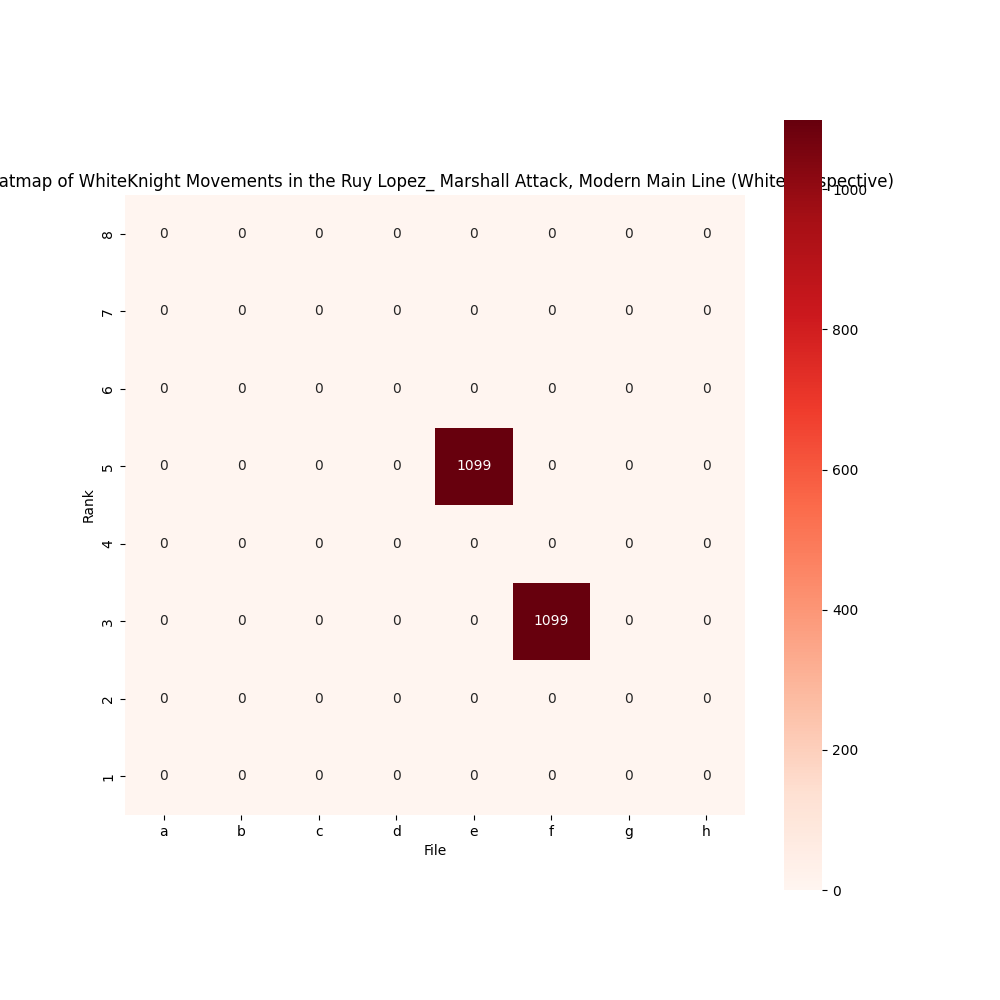 atmap of WhiteKnight Movements in the Ruy Lopez_ Marshall Attack, Modern Main Line (White spective)
1000
8 0 0 0 0 0 0 0 0
7 0 0 0 0 0 0 0 0
800
6 0 0 0 0 0 0 0 0
5 0 0 0 0 1099 0 0 0
600
Rank
4 0 0 0 0 0 0 0 0
400
3 0 0 0 0 0 1099 0 0
2 0 0 0 0 0 0 0 0
200
1 0 0 0 0 0 0 0 0
a b c d e f g h
File
0